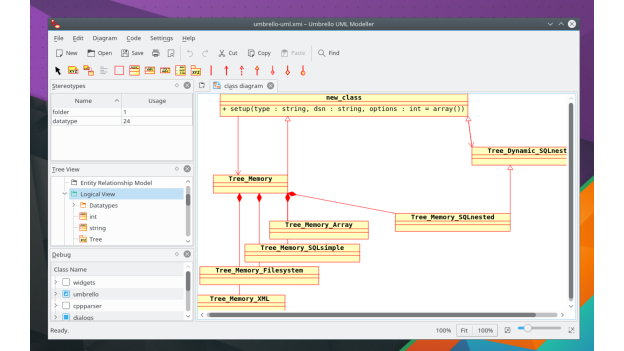 umbrello-uml.xmi - Umbrello UML Modeller
File Edit Diagram Code Settings Help
New Open Save Cut Copy Paste Find
Stereotypes
class diagram
Name Usage
folder 1
datatype 24
Tree View
Entity Relationship Model
Logical View
Datatypes
int
string
Tree
Debug
Class Name
widgets
umbrello
cppparser
dialogs
new_class
+ setup(type : string, dsn : string, options : int = array())
Tree_Dynamic_SQLnest
Tree_Memory
Tree_Memory_SQLnested
Tree_Memory_Array
Tree_Memory_SQLsimple
Tree_Memory_Filesystem
Tree_Memory_XML
Ready.
100% Fit 100%